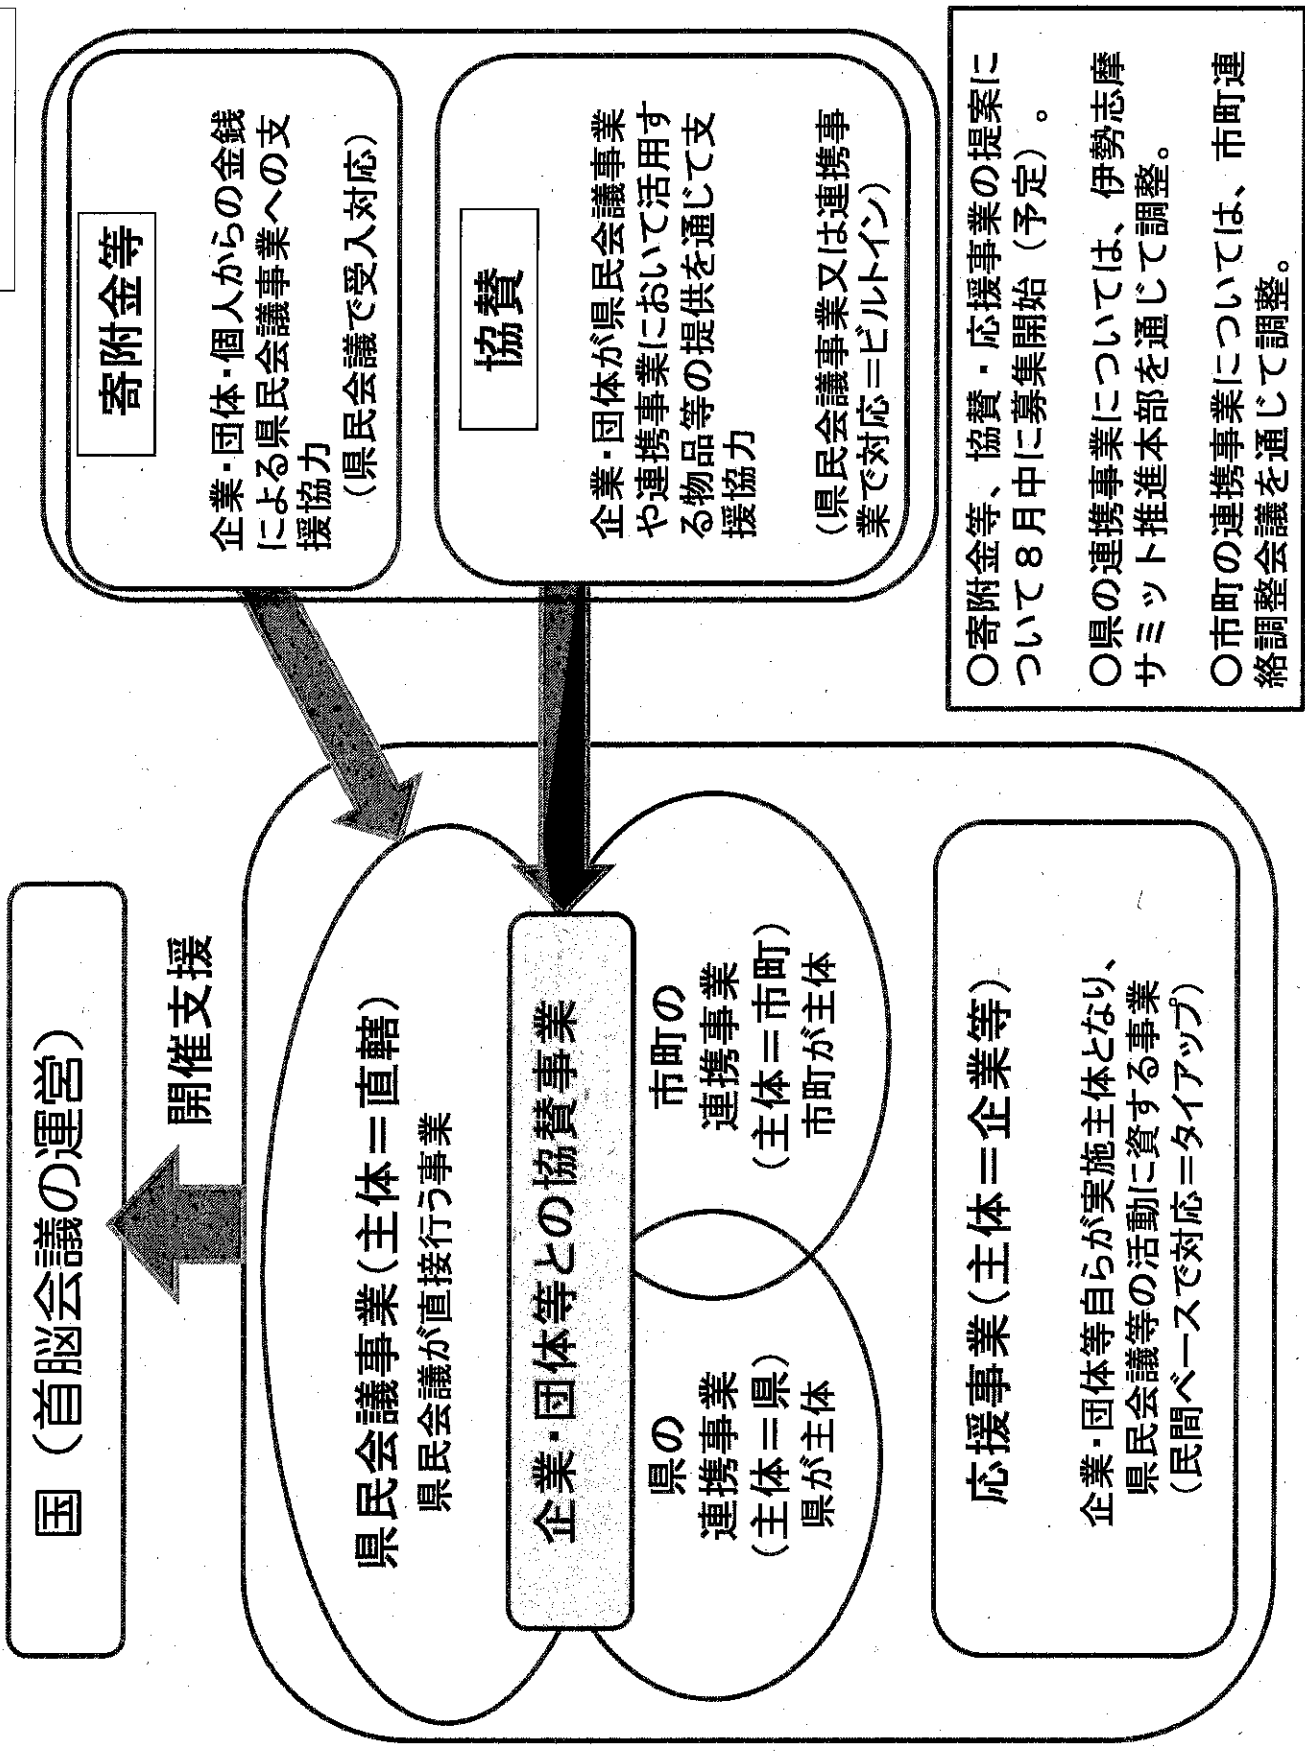 国（首脳会議の運営）
開催支援
県民会議事業（主体＝直轄）
県民会議が直接行う事業
企業・団体等との協賛事業
県の
連携事業
（主体＝県）
県が主体
市町の
連携事業
（主体＝市町）
市町が主体
応援事業（主体＝企業等）
企業・団体等自らが実施主体となり、
県民会議等の活動に資する事業
（民間ベースで対応＝タイアップ）
寄附金等
企業・団体・個人からの金銭
による県民会議事業への支
援協力
（県民会議で受入対応）
協賛
企業・団体が県民会議事業
や連携事業において活用す
る物品等の提供を通じて支
援協力
（県民会議事業又は連携事
業で対応＝ビルトイン）
○寄附金等、協賛・応援事業の提案に
ついて８月中に募集開始（予定）。
○県の連携事業については、伊勢志摩
サミット推進本部を通じて調整。
○市町の連携事業については、市町連
絡調整会議を通じて調整。